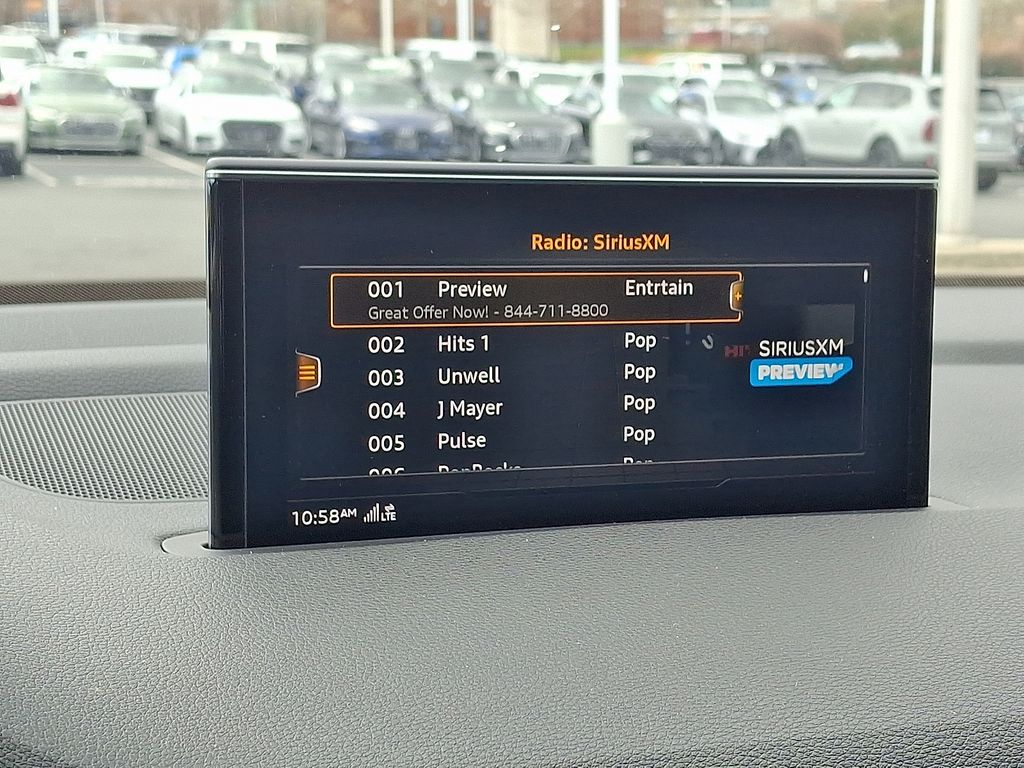 Radio: SiriusXM
001 Preview Entrtain
Great Offer Now! - 844-711-8800
002 Hits 1 Pop
003 Unwell Pop
004 J Mayer Pop
005 Pulse Pop
SIRIUSXM
PREVIEW
10:58AM LTE